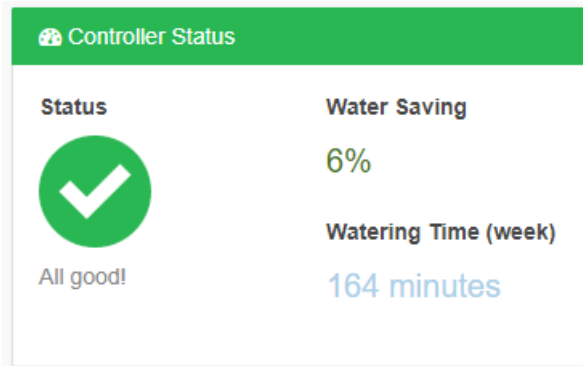 Controller Status
Status
All good!
Water Saving
6%
Watering Time (week)
164 minutes